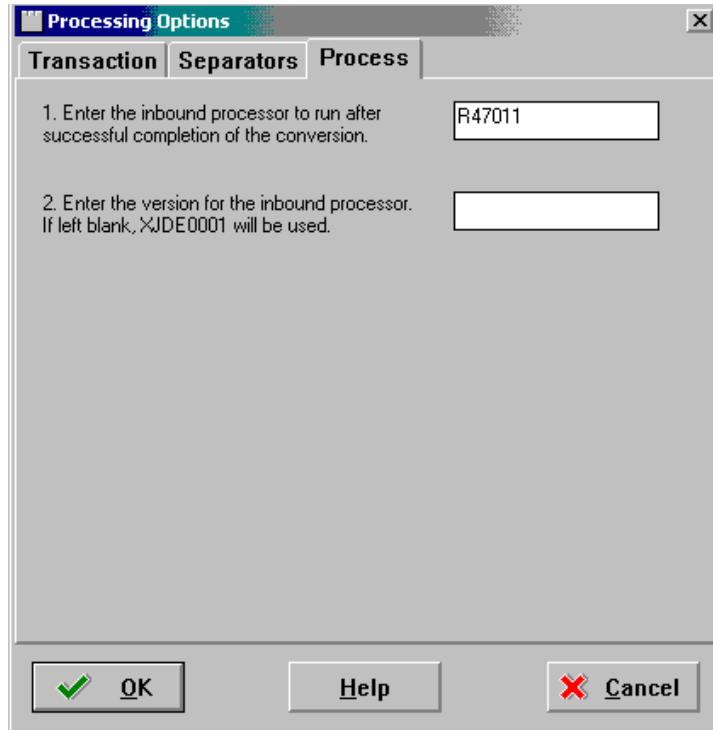 Processing Options
Transaction Separators Process
1. Enter the inbound processor to run after
successful completion of the conversion.
R47011
2. Enter the version for the inbound processor.
If left blank, XJDE0001 will be used.
OK Help Cancel